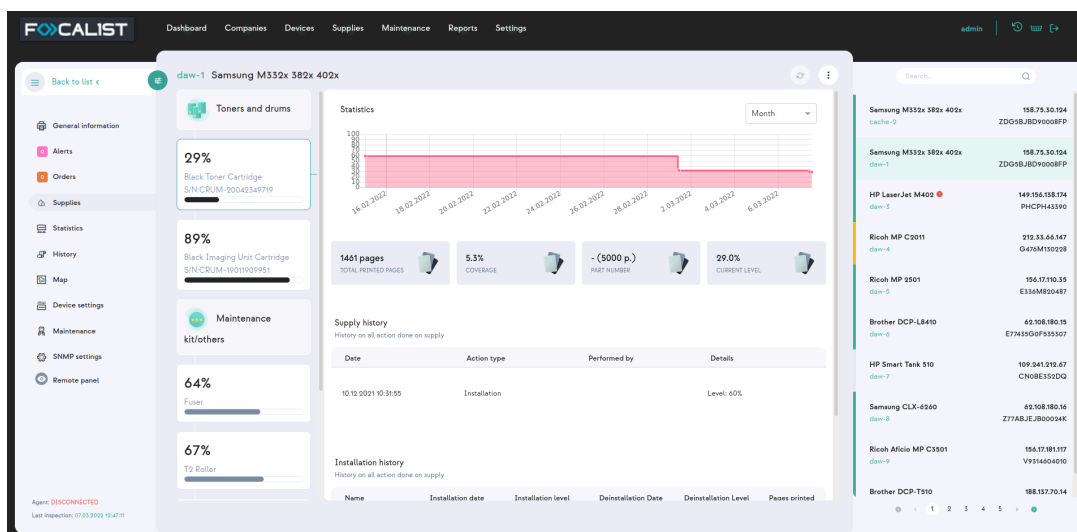 FOCALIST
Dashboard Companies Devices Supplies Maintenance Reports Settings
admin
Back to list <
General information
0 Alerts
0 Orders
Supplies
Statistics
History
Map
Device settings
Maintenance
SNMP settings
Remote panel
Agent: DISCONNECTED
Last inspection: 07.03.2022 12:47:11
daw-1 Samsung M332x 382x 402x
Toners and drums
29%
Black Toner Cartridge
S/N:CRUM-20042349719
89%
Black Imaging Unit Cartridge
S/N:CRUM-19011909951
Maintenance
kit/others
64%
Fuser
67%
T2 Roller
Statistics
Month
100
90
80
70
60
50
40
30
20
10
0
16.02.2022 18.02.2022 20.02.2022 22.02.2022 24.02.2022 26.02.2022 28.02.2022 2.03.2022 4.03.2022 6.03.2022
1461 pages
TOTAL PRINTED PAGES
5.3%
COVERAGE
- (5000 p.)
PART NUMBER
29.0%
CURRENT LEVEL
Supply history
History on all action done on supply
Date Action type Performed by Details
10.12.2021 10:31:55 Installation Level: 60%
Installation history
History on all action done on supply
Name Installation date Installation level Deinstallation Date Deinstallation Level Pages printed
Search...
Samsung M332x 382x 402x 158.75.30.124
cache-2 ZDG5BJBD90008FP
Samsung M332x 382x 402x 158.75.30.124
daw-1 ZDG5BJBD90008FP
HP LaserJet M402 149.156.138.174
daw-3 PHCPH43390
Ricoh MP C2011 212.33.66.147
daw-4 G476M130228
Ricoh MP 2501 156.17.110.35
daw-5 E336M820487
Brother DCP-L8410 62.108.180.15
daw-6 E77435G0F535307
HP Smart Tank 510 109.241.212.67
daw-7 CN0BE3S2DQ
Samsung CLX-6260 62.108.180.16
daw-8 Z77ABJEJB00024K
Ricoh Aficio MP C3501 156.17.181.117
daw-9 V9314604010
Brother DCP-T510 188.137.70.14
1 2 3 4 5